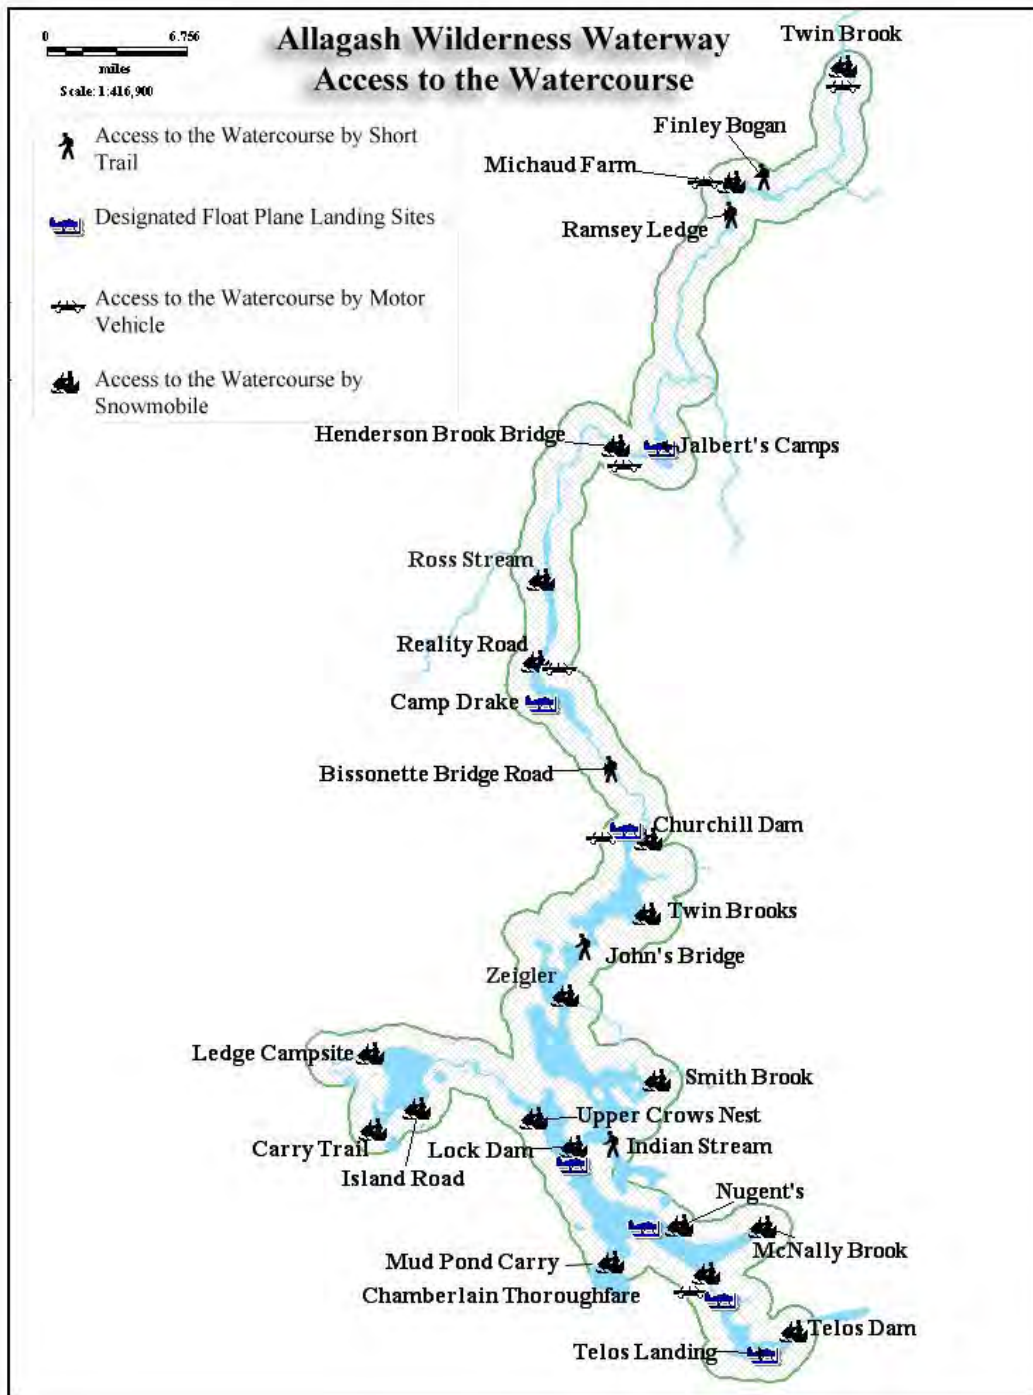 Allagash Wilderness Waterway
Access to the Watercourse
0 6.756
miles
Scale: 1:416,900
Access to the Watercourse by Short
Trail
Designated Float Plane Landing Sites
Access to the Watercourse by Motor
Vehicle
Access to the Watercourse by
Snowmobile
Twin Brook
Finley Bogan
Michaud Farm
Ramsey Ledge
Henderson Brook Bridge
Jalbert's Camps
Ross Stream
Reality Road
Camp Drake
Bissonette Bridge Road
Churchill Dam
Twin Brooks
John's Bridge
Zeigler
Ledge Campsite
Smith Brook
Upper Crows Nest
Carry Trail
Lock Dam
Indian Stream
Island Road
Nugent's
McNally Brook
Mud Pond Carry
Chamberlain Thoroughfare
Telos Dam
Telos Landing